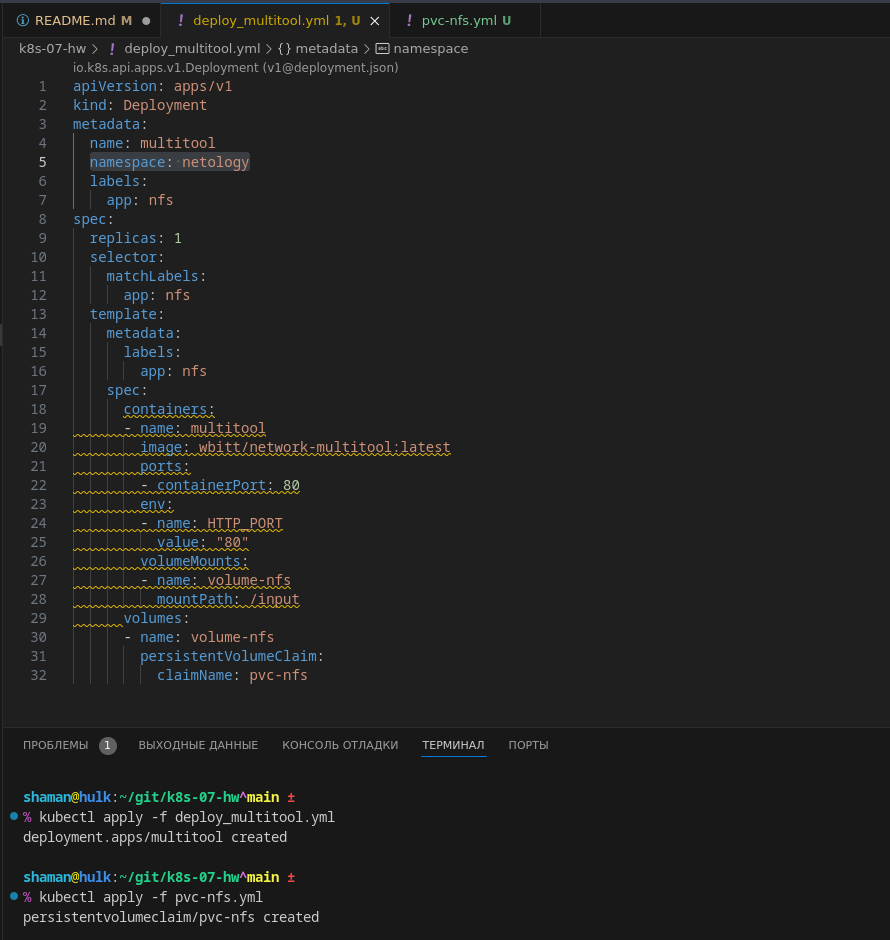 README.md M
deploy_multitool.yml 1, U
pvc-nfs.yml U
k8s-07-hw > deploy_multitool.yml > {} metadata > abc namespace
io.k8s.api.apps.v1.Deployment (v1@deployment.json)
1 apiVersion: apps/v1
2 kind: Deployment
3 metadata:
4   name: multitool
5   namespace: netology
6   labels:
7     app: nfs
8 spec:
9   replicas: 1
10   selector:
11     matchLabels:
12       app: nfs
13   template:
14     metadata:
15       labels:
16         app: nfs
17     spec:
18       containers:
19       - name: multitool
20         image: wbitt/network-multitool:latest
21         ports:
22         - containerPort: 80
23         env:
24         - name: HTTP_PORT
25           value: "80"
26         volumeMounts:
27         - name: volume-nfs
28           mountPath: /input
29       volumes:
30       - name: volume-nfs
31         persistentVolumeClaim:
32           claimName: pvc-nfs
ПРОБЛЕМЫ 1 ВЫХОДНЫЕ ДАННЫЕ КОНСОЛЬ ОТЛАДКИ ТЕРМИНАЛ ПОРТЫ
shaman@hulk:~/git/k8s-07-hw^main ±
% kubectl apply -f deploy_multitool.yml
deployment.apps/multitool created
shaman@hulk:~/git/k8s-07-hw^main ±
% kubectl apply -f pvc-nfs.yml
persistentvolumeclaim/pvc-nfs created